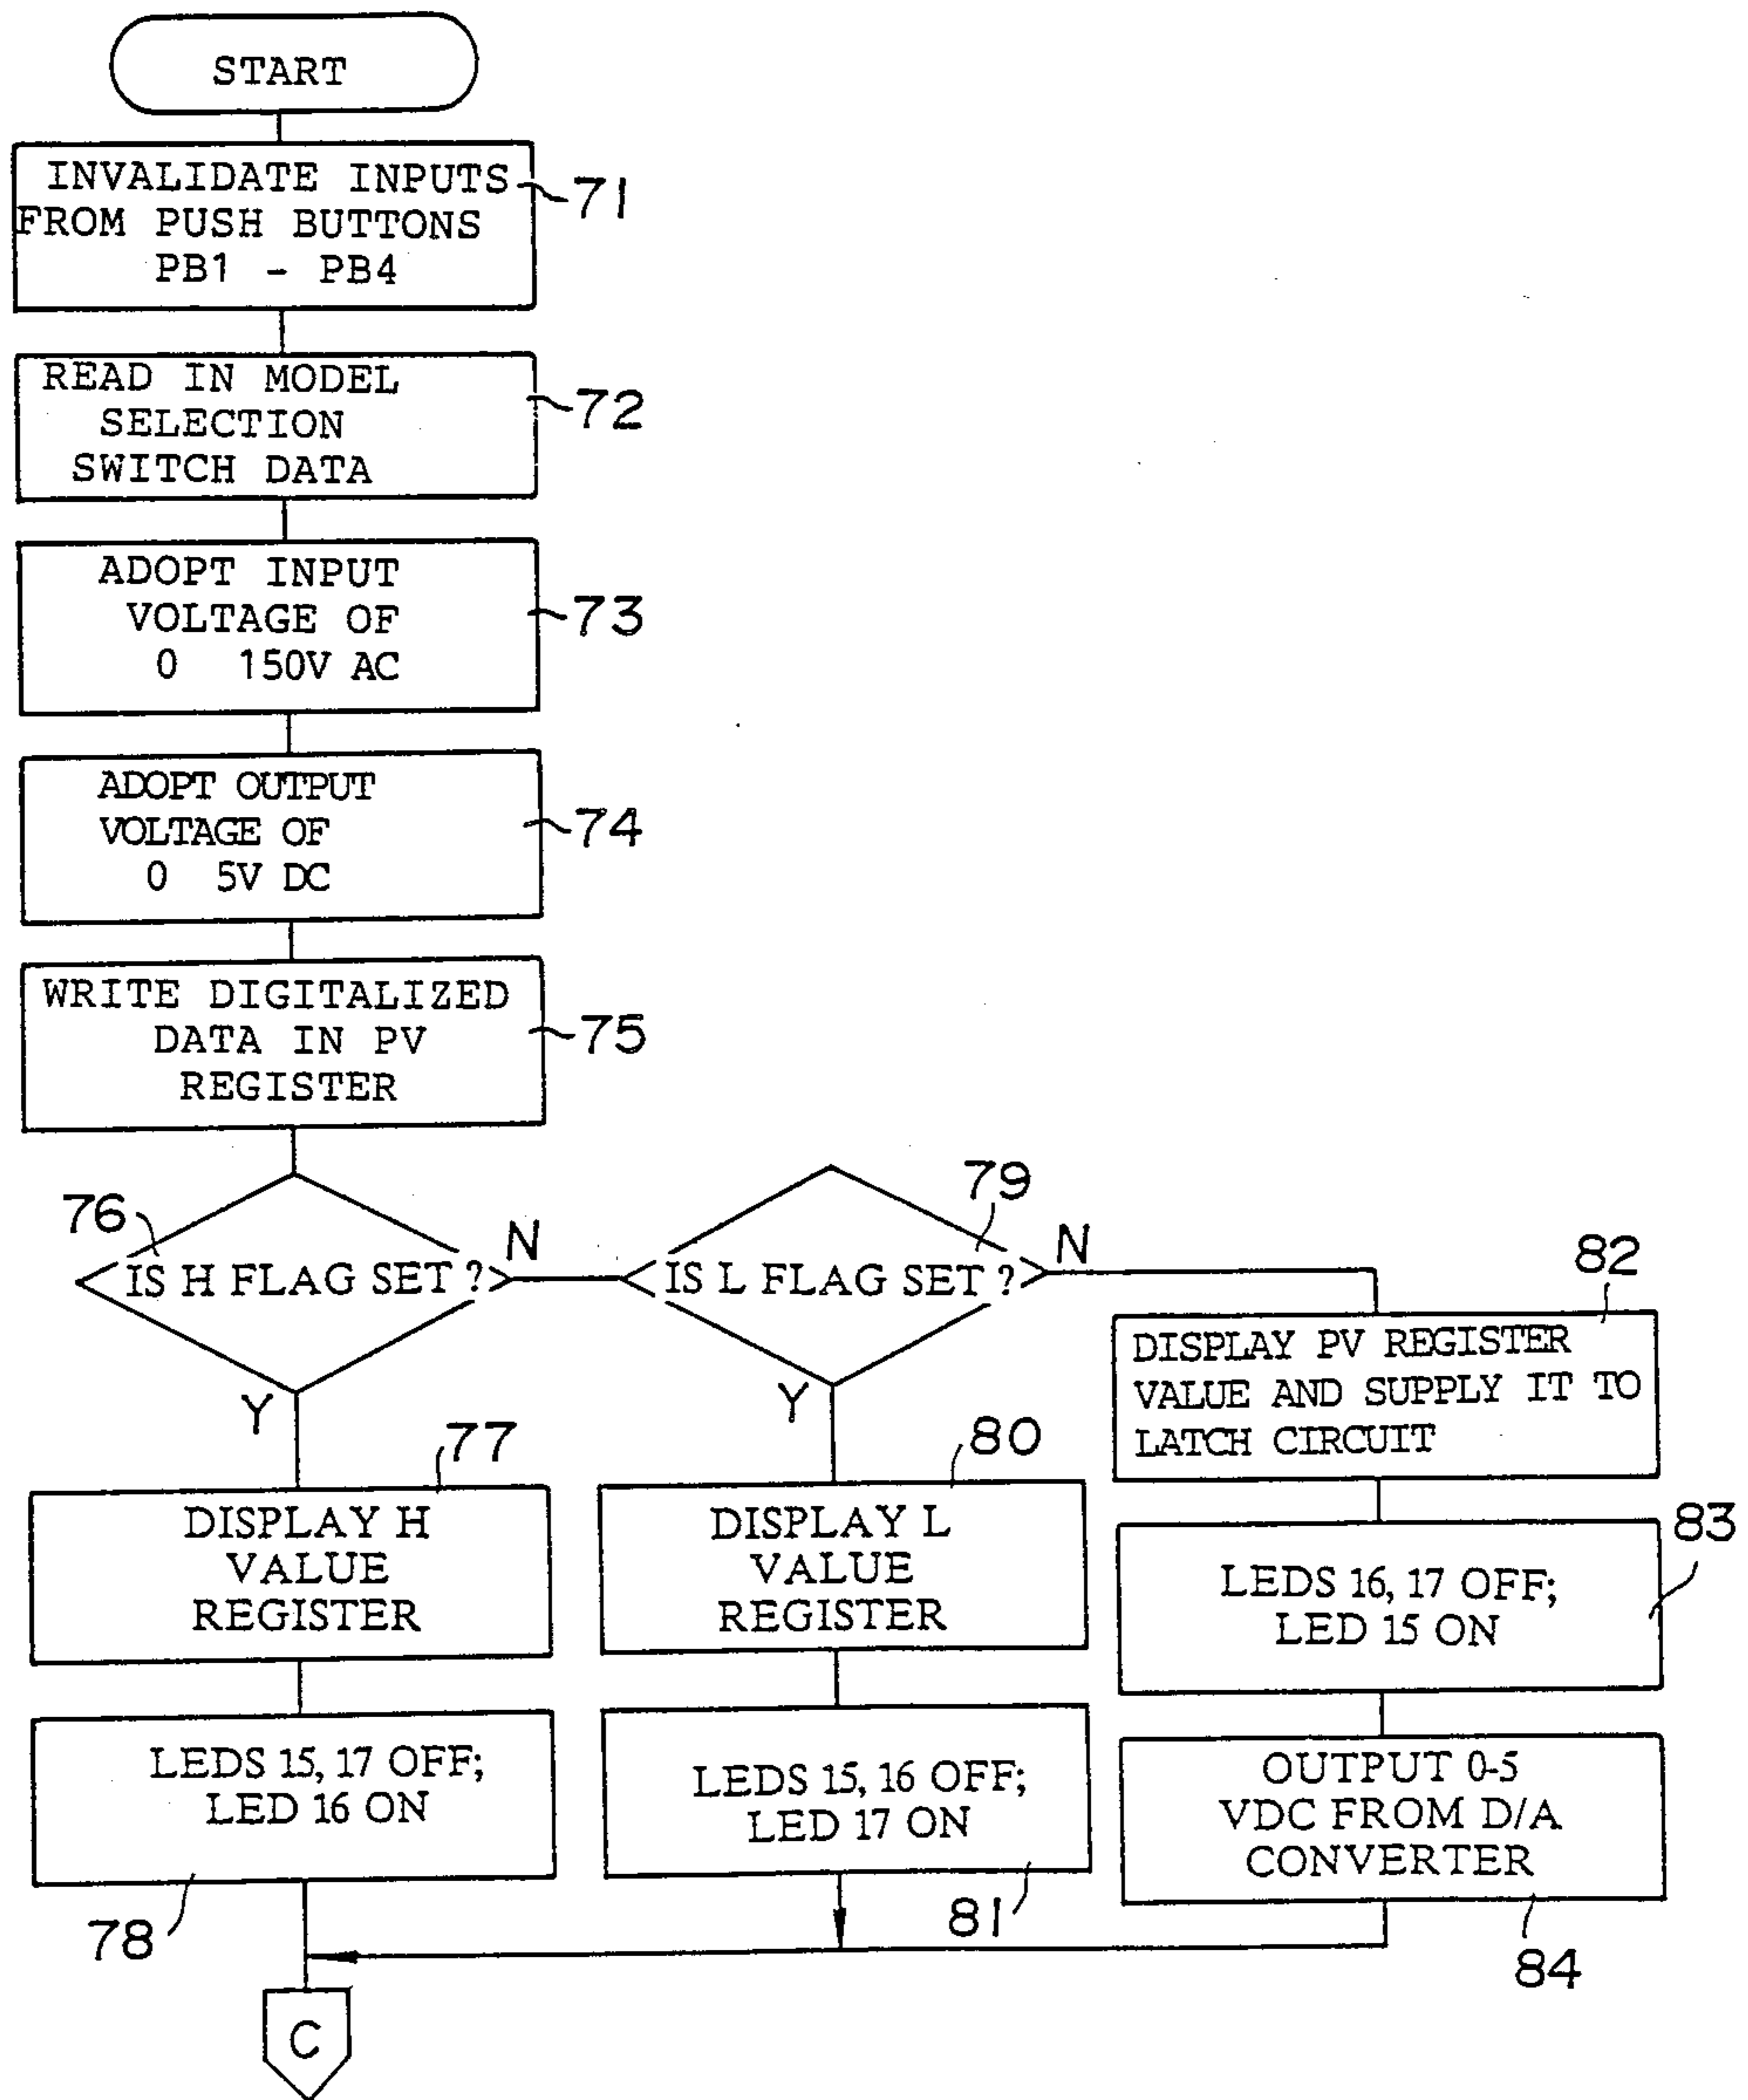 START
INVALIDATE INPUTS
FROM PUSH BUTTONS
PB1 - PB4
71
READ IN MODEL
SELECTION
SWITCH DATA
72
ADOPT INPUT
VOLTAGE OF
0 150V AC
73
ADOPT OUTPUT
VOLTAGE OF
0 5V DC
74
WRITE DIGITALIZED
DATA IN PV
REGISTER
75
76
IS H FLAG SET ?
N
Y
79
IS L FLAG SET ?
N
Y
77
DISPLAY H
VALUE
REGISTER
LEDS 15, 17 OFF;
LED 16 ON
78
80
DISPLAY L
VALUE
REGISTER
LEDS 15, 16 OFF;
LED 17 ON
81
82
DISPLAY PV REGISTER
VALUE AND SUPPLY IT TO
LATCH CIRCUIT
83
LEDS 16, 17 OFF;
LED 15 ON
OUTPUT 0-5
VDC FROM D/A
CONVERTER
84
C